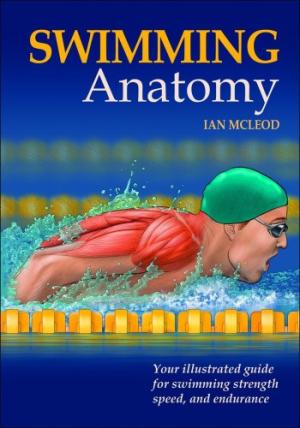 SWIMMING
Anatomy
IAN MCLEOD
Your illustrated guide
for swimming strength
speed, and endurance